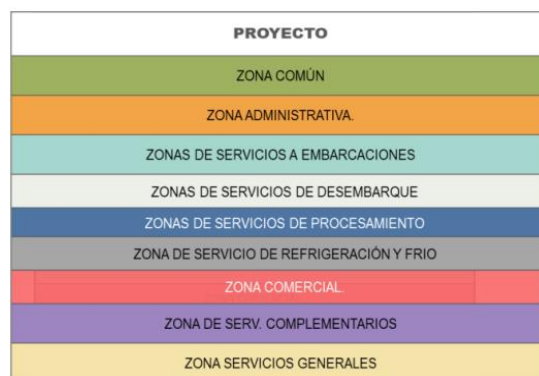 PROYECTO
ZONA COMÚN
ZONA ADMINISTRATIVA.
ZONAS DE SERVICIOS A EMBARCACIONES
ZONAS DE SERVICIOS DE DESEMBARQUE
ZONAS DE SERVICIOS DE PROCESAMIENTO
ZONA DE SERVICIO DE REFRIGERACIÓN Y FRIO
ZONA COMERCIAL.
ZONA DE SERV. COMPLEMENTARIOS
ZONA SERVICIOS GENERALES